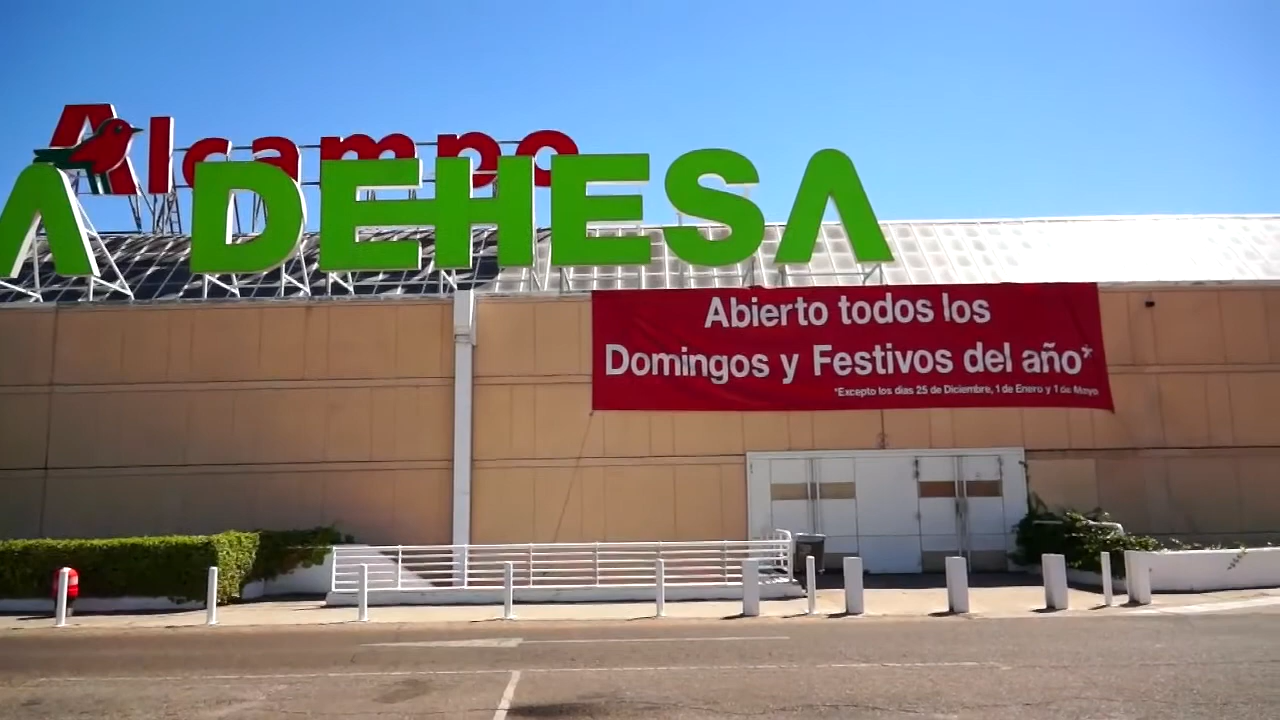 Alcampo
A DEHESA
Abierto todos los
Domingos y Festivos del año*
*Excepto los días 25 de Diciembre, 1 de Enero y 1 de Mayo